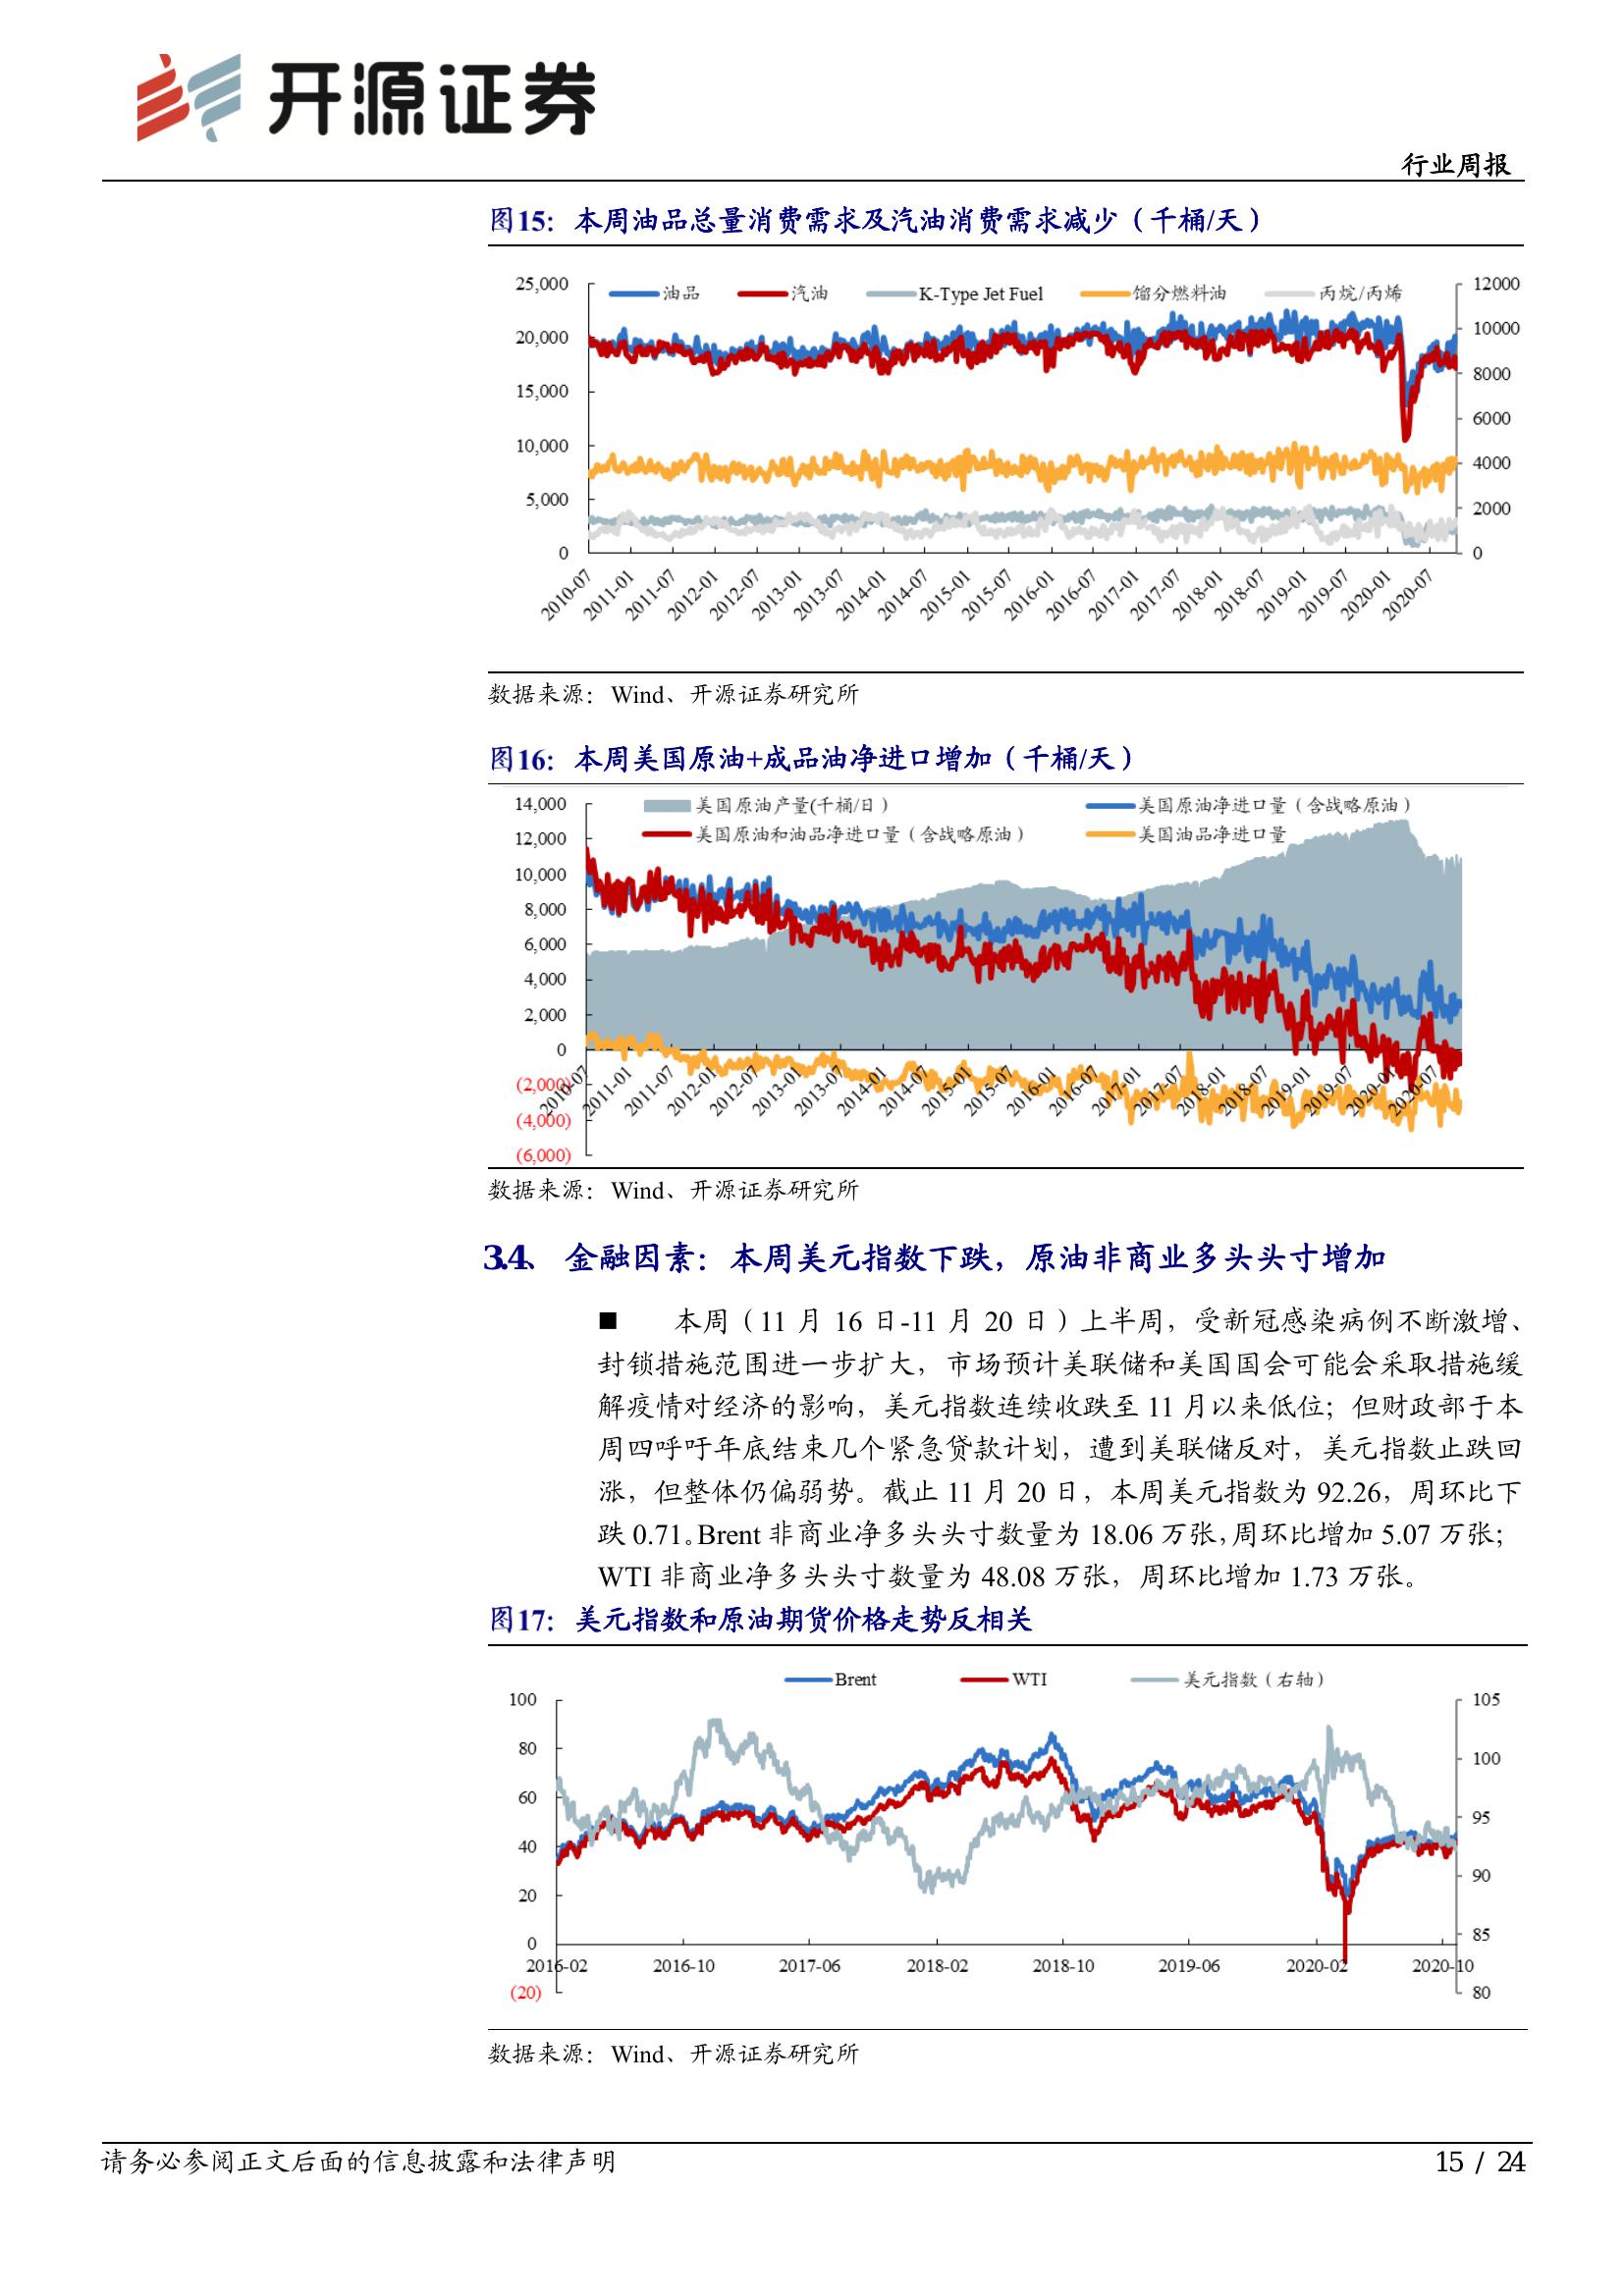 开源证券
行业周报
图15：本周油品总量消费需求及汽油消费需求减少（千桶/天）
油品 汽油 K-Type Jet Fuel 馏分燃料油 丙烷/丙烯
25,000
20,000
15,000
10,000
5,000
0
12000
10000
8000
6000
4000
2000
0
2010-07 2011-01 2011-07 2012-01 2012-07 2013-01 2013-07 2014-01 2014-07 2015-01 2015-07 2016-01 2016-07 2017-01 2017-07 2018-01 2018-07 2019-01 2019-07 2020-01 2020-07
数据来源：Wind、开源证券研究所
图16：本周美国原油+成品油净进口增加（千桶/天）
美国原油产量(千桶/日） 美国原油净进口量（含战略原油）
美国原油和油品净进口量（含战略原油） 美国油品净进口量
14,000
12,000
10,000
8,000
6,000
4,000
2,000
0
(2,000)
(4,000)
(6,000)
2010-07 2011-01 2011-07 2012-01 2012-07 2013-01 2013-07 2014-01 2014-07 2015-01 2015-07 2016-01 2016-07 2017-01 2017-07 2018-01 2018-07 2019-01 2019-07 2020-01 2020-07
数据来源：Wind、开源证券研究所
3.4、 金融因素：本周美元指数下跌，原油非商业多头头寸增加
■ 本周（11 月 16 日-11 月 20 日）上半周，受新冠感染病例不断激增、
封锁措施范围进一步扩大，市场预计美联储和美国国会可能会采取措施缓
解疫情对经济的影响，美元指数连续收跌至 11 月以来低位；但财政部于本
周四呼吁年底结束几个紧急贷款计划，遭到美联储反对，美元指数止跌回
涨，但整体仍偏弱势。截止 11 月 20 日，本周美元指数为 92.26，周环比下
跌 0.71。Brent 非商业净多头头寸数量为 18.06 万张，周环比增加 5.07 万张；
WTI 非商业净多头头寸数量为 48.08 万张，周环比增加 1.73 万张。
图17：美元指数和原油期货价格走势反相关
Brent WTI 美元指数（右轴）
100
80
60
40
20
0
(20)
105
100
95
90
85
80
2016-02 2016-10 2017-06 2018-02 2018-10 2019-06 2020-02 2020-10
数据来源：Wind、开源证券研究所
请务必参阅正文后面的信息披露和法律声明
15 / 24